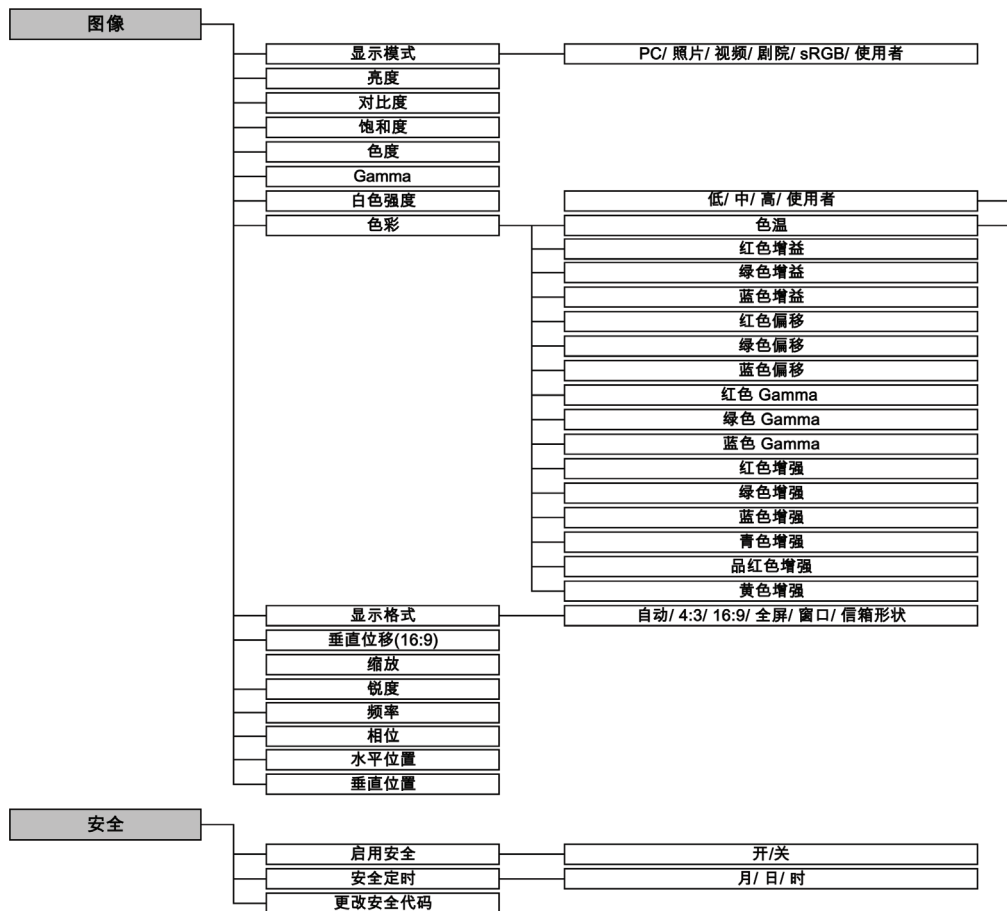 图像
显示模式
PC/ 照片/ 视频/ 剧院/ sRGB/ 使用者
亮度
对比度
饱和度
色度
Gamma
白色强度
低/ 中/ 高/ 使用者
色彩
色温
红色增益
绿色增益
蓝色增益
红色偏移
绿色偏移
蓝色偏移
红色 Gamma
绿色 Gamma
蓝色 Gamma
红色增强
绿色增强
蓝色增强
青色增强
品红色增强
黄色增强
显示格式
自动/ 4:3/ 16:9/ 全屏/ 窗口/ 信箱形状
垂直位移(16:9)
缩放
锐度
频率
相位
水平位置
垂直位置
安全
启用安全
开/关
安全定时
月/ 日/ 时
更改安全代码